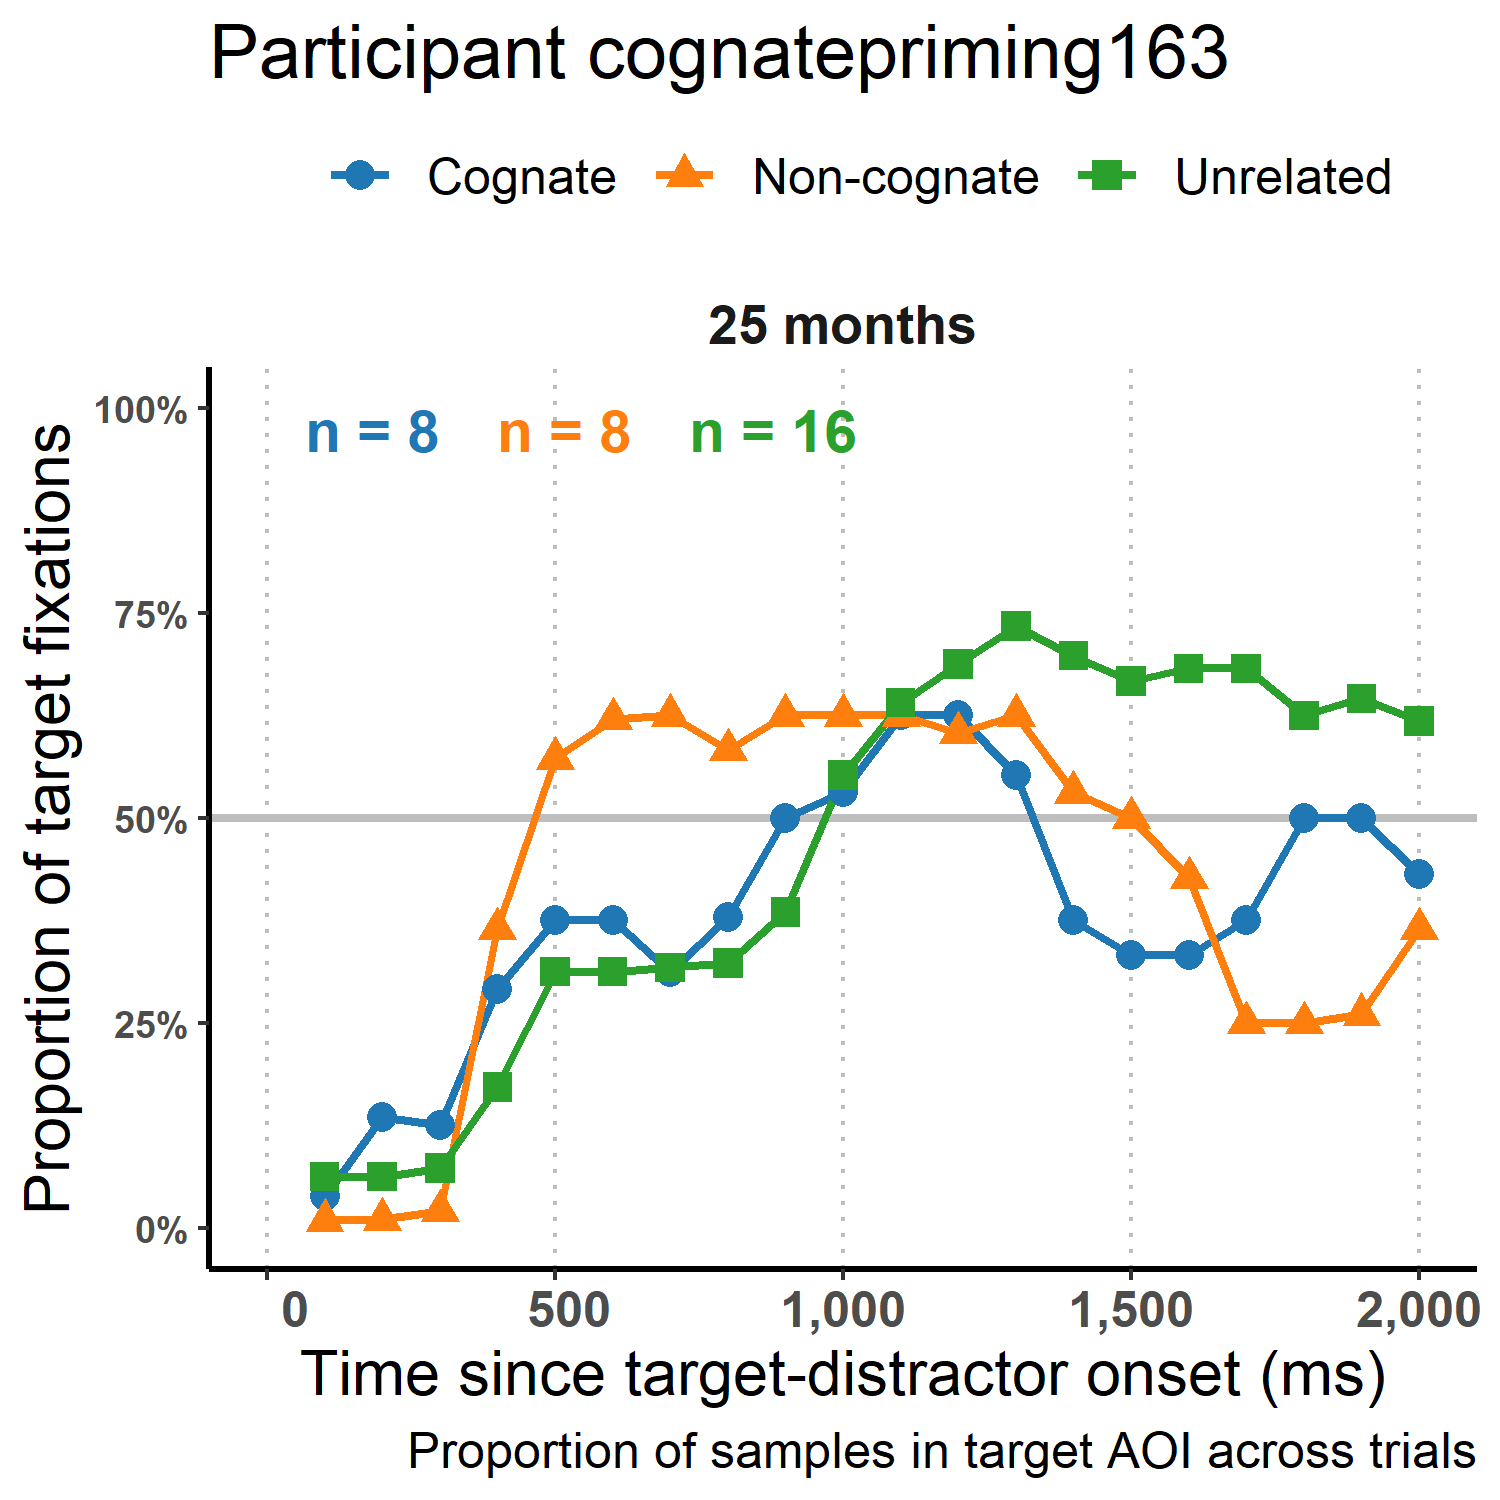 Participant cognatepriming163
Cognate Non-cognate Unrelated
25 months
n = 8 n = 8 n = 16
100%
75%
50%
25%
0%
Proportion of target fixations
0 500 1,000 1,500 2,000
Time since target-distractor onset (ms)
Proportion of samples in target AOI across trials